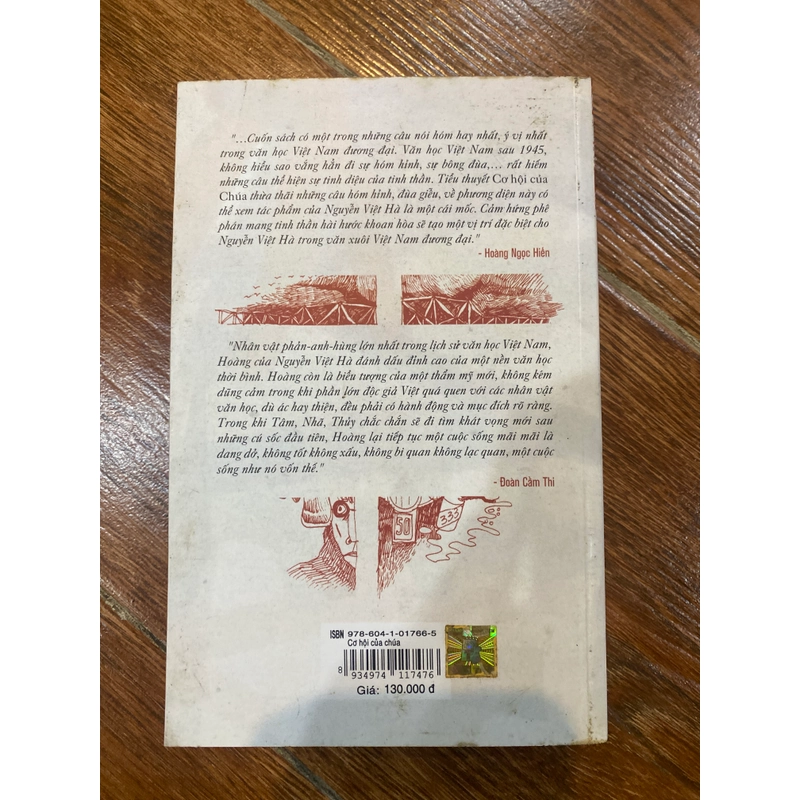 "...Cuốn sách có một trong những câu nói hóm hay nhất, ý vị nhất
trong văn học Việt Nam đương đại. Văn học Việt Nam sau 1945,
không hiểu sao vắng hẳn đi sự hóm hỉnh, sự bông đùa,... rất hiếm
những câu thể hiện sự tinh diệu của tinh thần. Tiểu thuyết Cơ hội của
Chúa thừa thãi những câu hóm hỉnh, đùa giễu, về phương diện này có
thể xem tác phẩm của Nguyễn Việt Hà là một cái mốc. Cảm hứng phê
phán mang tinh thần hài hước khoan hòa sẽ tạo một vị trí đặc biệt cho
Nguyễn Việt Hà trong văn xuôi Việt Nam đương đại."
- Hoàng Ngọc Hiến
"Nhân vật phản-anh-hùng lớn nhất trong lịch sử văn học Việt Nam,
Hoàng của Nguyễn Việt Hà đánh dấu đỉnh cao của một nền văn học
thời bình. Hoàng còn là biểu tượng của một thẩm mỹ mới, không kém
dũng cảm trong khi phần lớn độc giả Việt quá quen với các nhân vật
văn học, dù ác hay thiện, đều phải có hành động và mục đích rõ ràng.
Trong khi Tâm, Nhã, Thủy chắc chắn sẽ đi tìm khát vọng mới sau
những cú sốc đầu tiên, Hoàng lại tiếp tục một cuộc sống mãi mãi là
dang dở, không tốt không xấu, không bi quan không lạc quan, một cuộc
sống như nó vốn thế."
- Đoàn Cầm Thi
50
333
ISBN 978-604-1-01766-5
Cơ hội của chúa
8 934974 117476
Giá: 130.000 đ